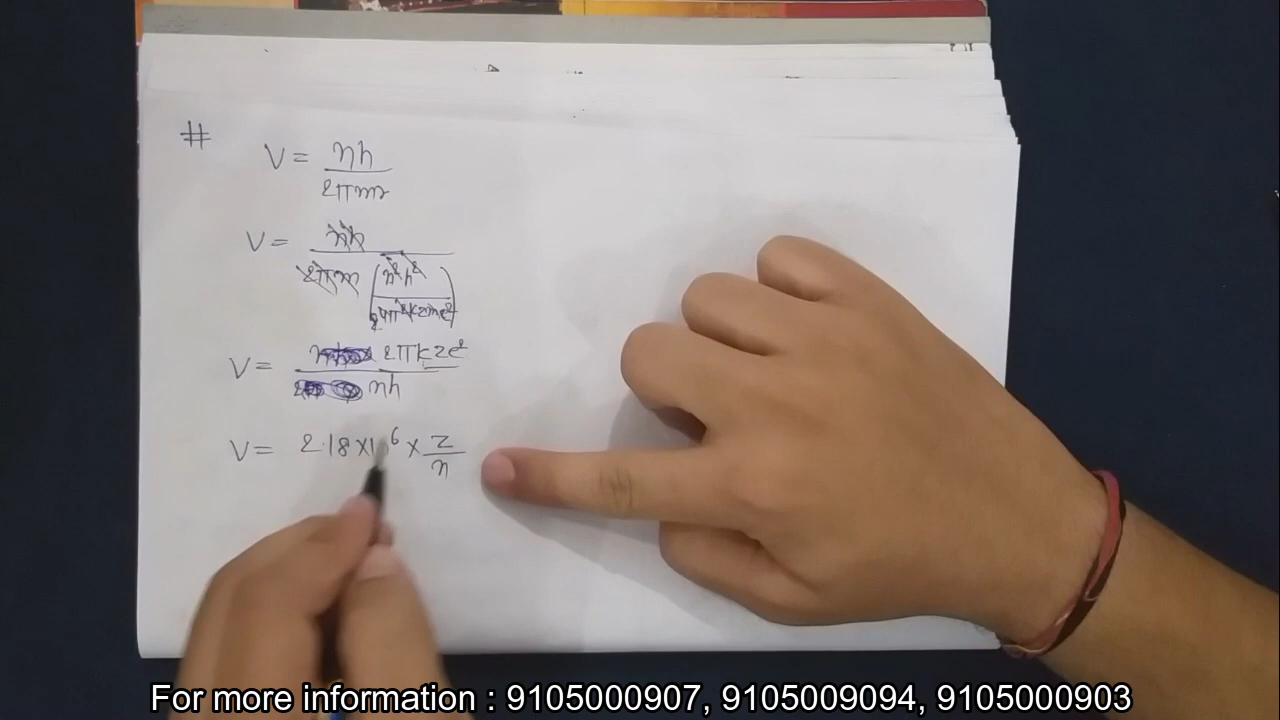 #
V = nh / 2πmr
V = nh / 2πm (n²h² / 4π²kzme²)
V = 2πkze² / nh
V = 2.18×10⁶ × z/n
For more information : 9105000907, 9105009094, 9105000903